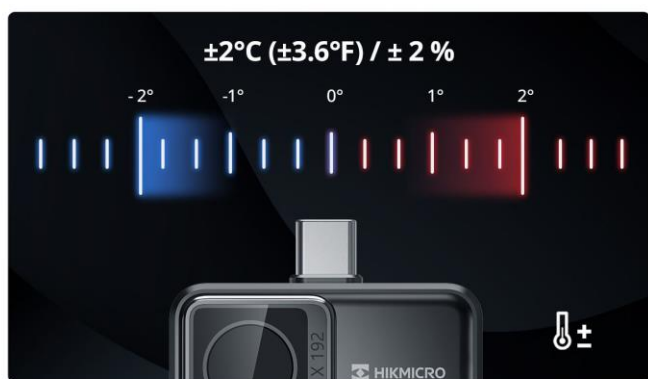 ±2°C (±3.6°F) / ± 2 %
- 2° -1° 0° 1° 2°
X 192
HIKMICRO
±